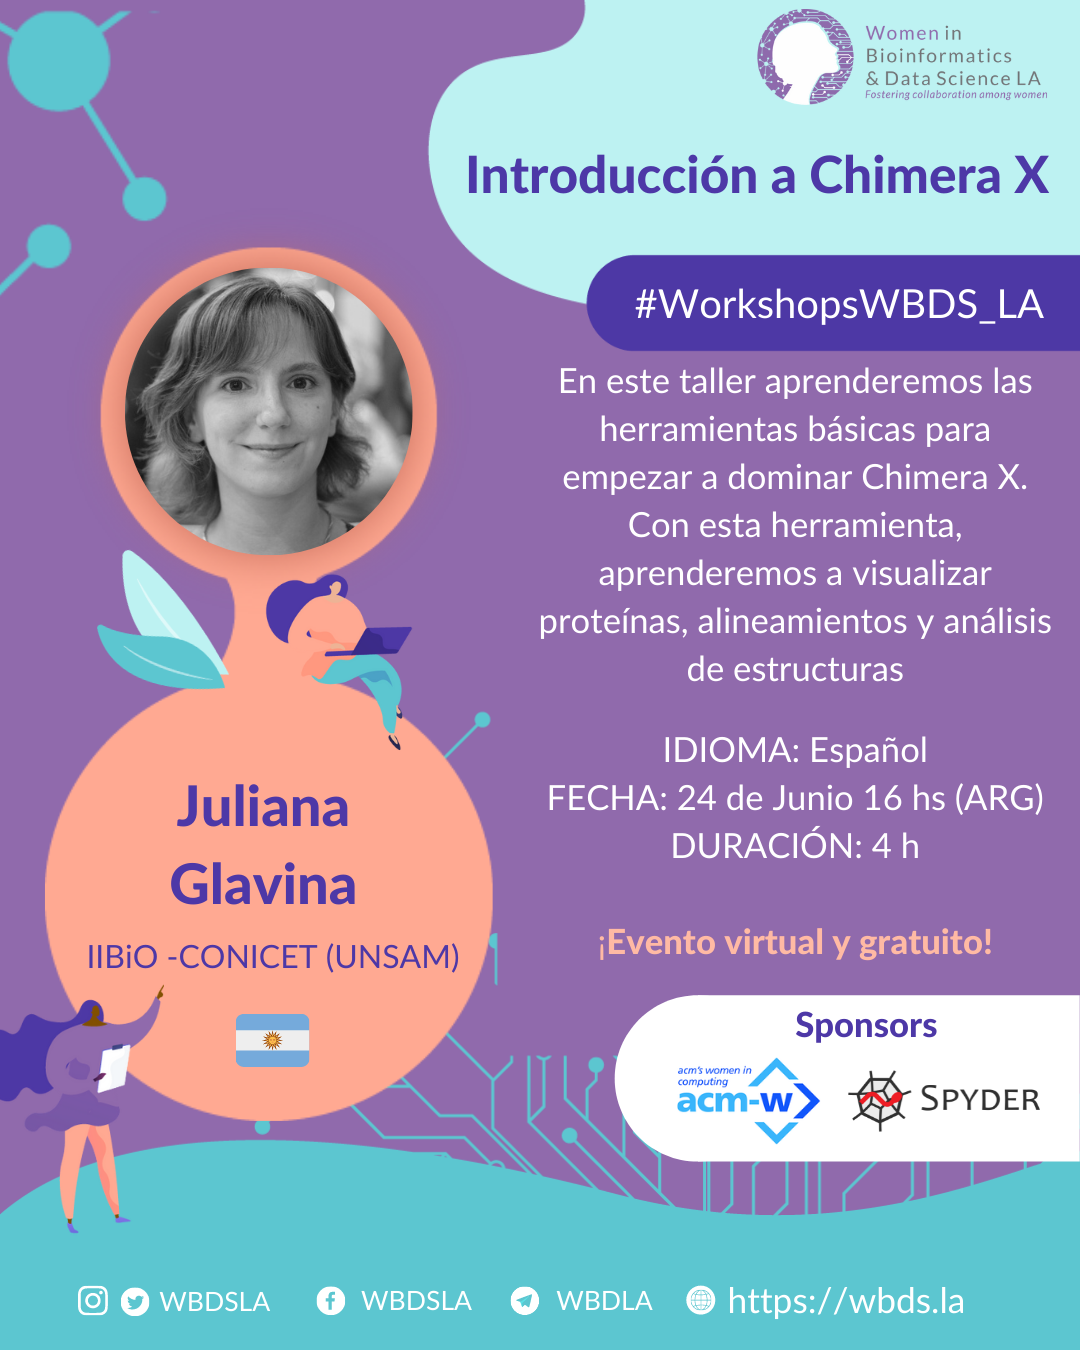 Women in
Bioinformatics
& Data Science LA
Fostering collaboration among women
Introducción a Chimera X
#WorkshopsWBDS_LA
En este taller aprenderemos las
herramientas básicas para
empezar a dominar Chimera X.
Con esta herramienta,
aprenderemos a visualizar
proteínas, alineamientos y análisis
de estructuras
IDIOMA: Español
FECHA: 24 de Junio 16 hs (ARG)
DURACIÓN: 4 h
¡Evento virtual y gratuito!
Juliana
Glavina
IIBiO -CONICET (UNSAM)
Sponsors
acm's women in
computing
acm-w
SPYDER
WBDSLA
WBDSLA
WBDLA
https://wbds.la